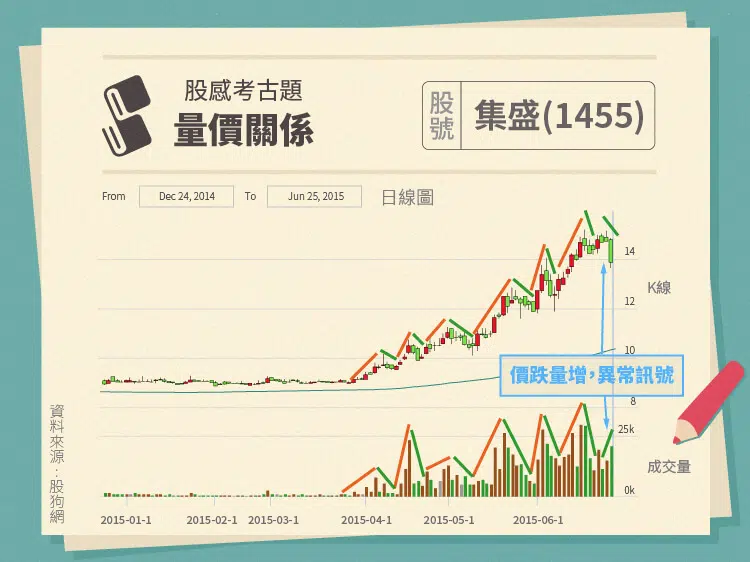 股感考古題
量價關係
股號
集盛(1455)
From
Dec 24, 2014
To
Jun 25, 2015
日線圖
14
K線
12
10
價跌量增,異常訊號
8
25k
成交量
0k
資料來源:股狗網
2015-01-1
2015-02-1
2015-03-1
2015-04-1
2015-05-1
2015-06-1